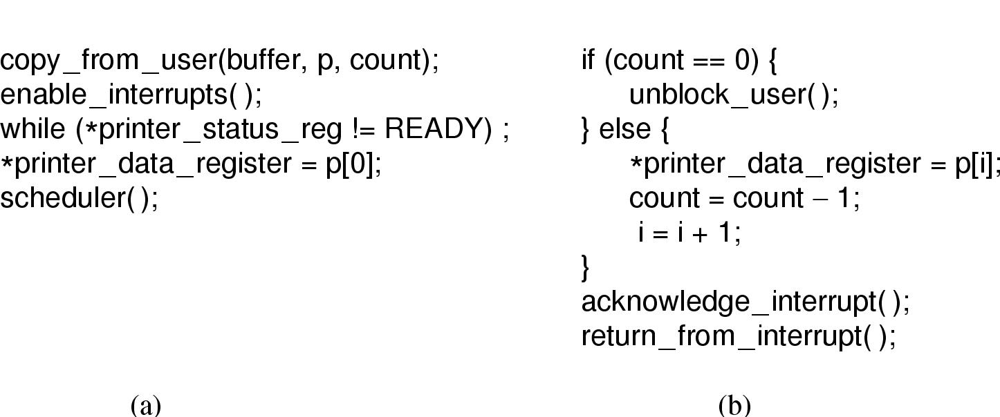 copy_from_user(buffer, p, count);
enable_interrupts( );
while (*printer_status_reg != READY) ;
*printer_data_register = p[0];
scheduler( );
(a)
if (count == 0) {
unblock_user( );
} else {
*printer_data_register = p[i];
count = count – 1;
i = i + 1;
}
acknowledge_interrupt( );
return_from_interrupt( );
(b)